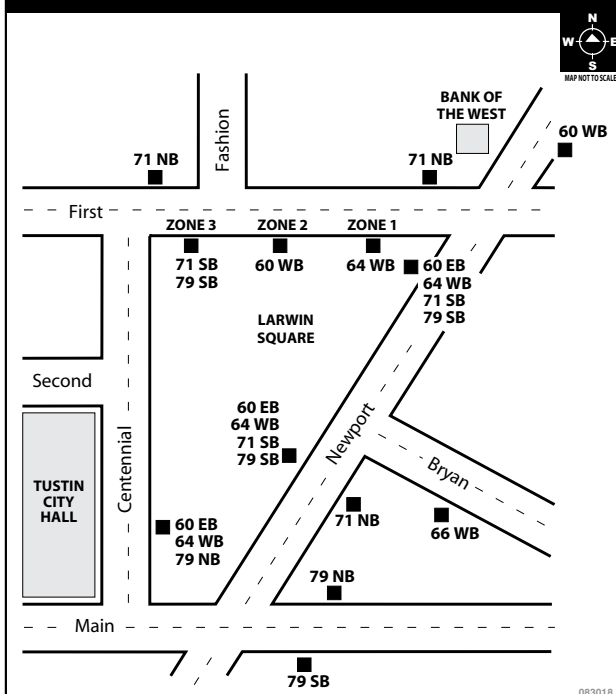 N
W E
S
MAP NOT TO SCALE
BANK OF
THE WEST
60 WB
71 NB
Fashion
71 NB
First
ZONE 3
ZONE 2
ZONE 1
71 SB
79 SB
60 WB
64 WB
60 EB
64 WB
71 SB
79 SB
LARWIN
SQUARE
Second
60 EB
64 WB
71 SB
79 SB
Newport
Bryan
Centennial
TUSTIN
CITY
HALL
71 NB
66 WB
60 EB
64 WB
79 NB
79 NB
Main
79 SB
083018